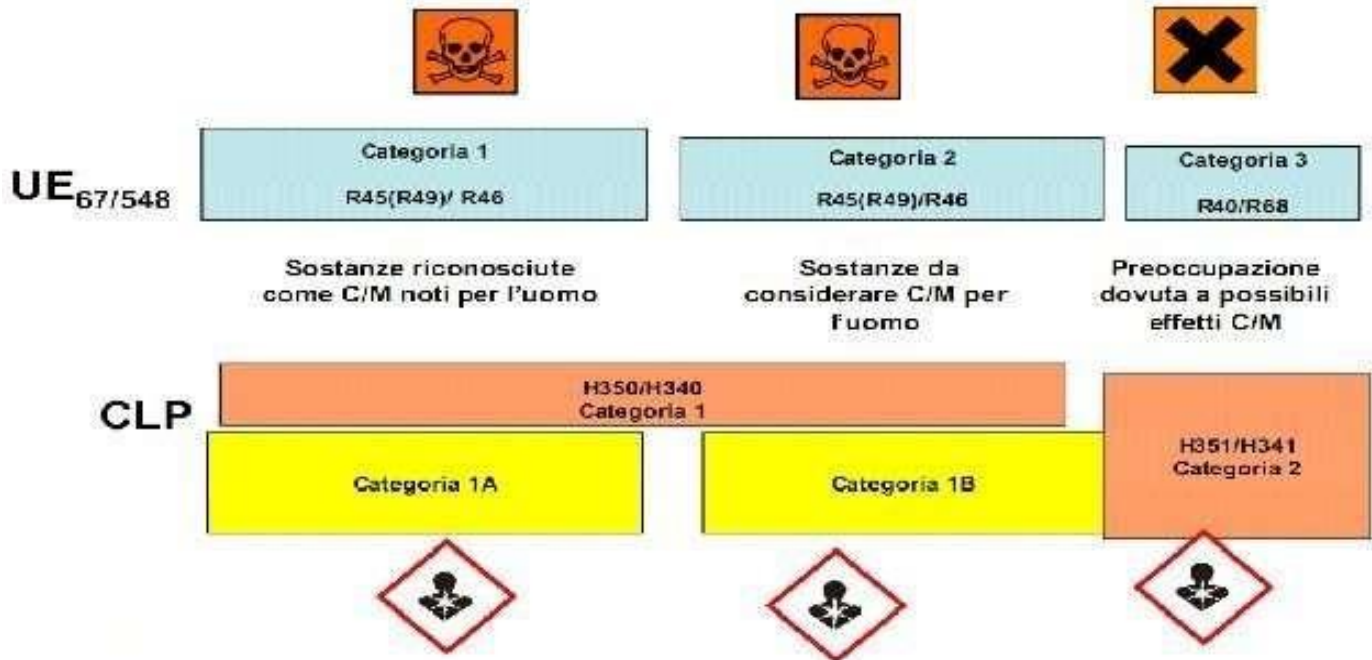 Categoria 1
R45(R49)/ R46
Categoria 2
R45(R49)/R46
Categoria 3
R40/R68
UE67/548
Sostanze riconosciute
come C/M noti per l'uomo
Sostanze da
considerare C/M per
l'uomo
Preoccupazione
dovuta a possibili
effetti C/M
CLP
H350/H340
Categoria 1
Categoria 1A
Categoria 1B
H351/H341
Categoria 2